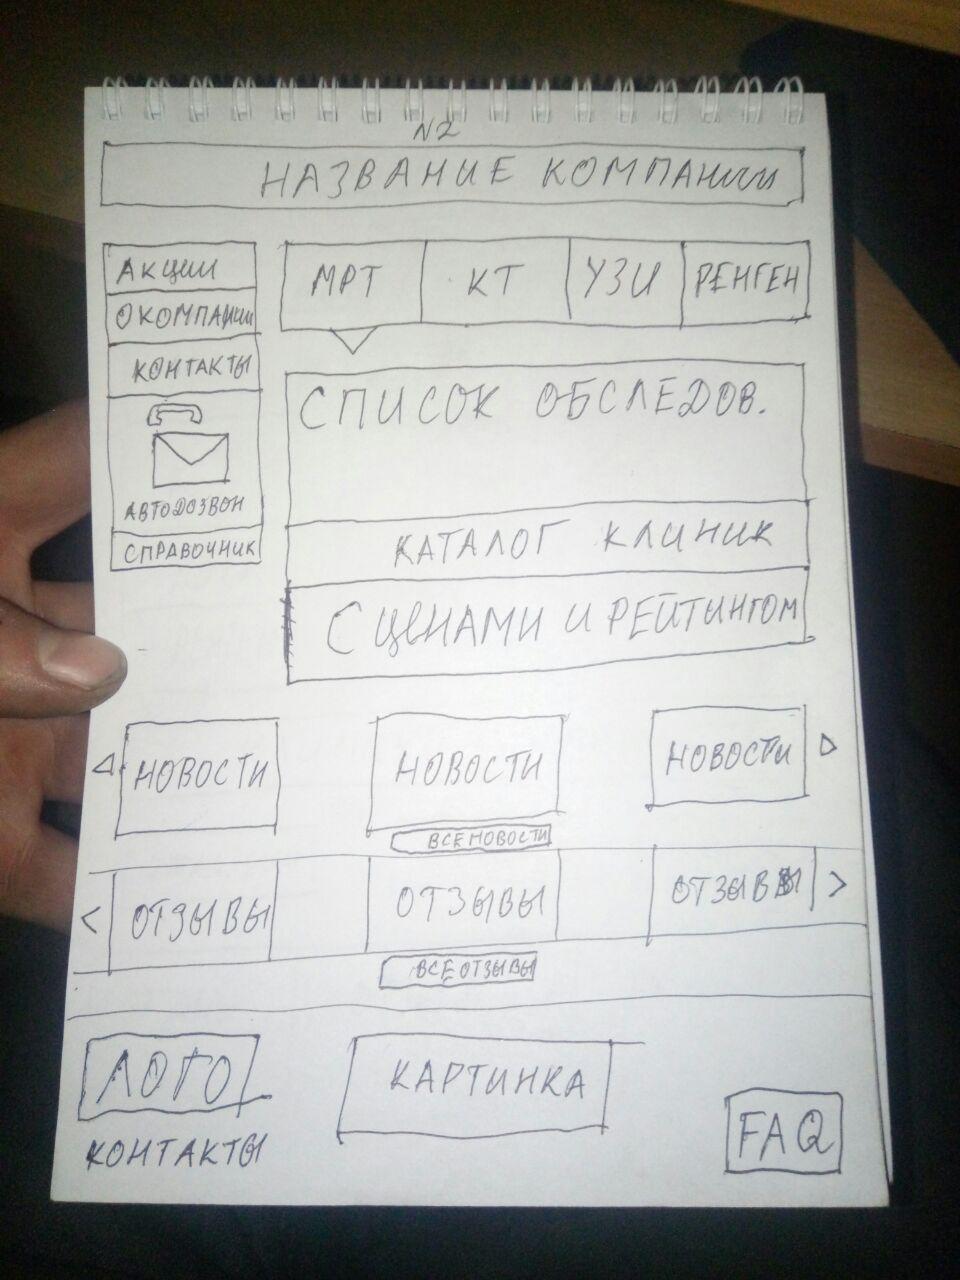 N2
НАЗВАНИЕ КОМПАНИИ
АКЦИИ
О КОМПАНИИ
КОНТАКТЫ
АВТОДОЗВОН
СПРАВОЧНИК
МРТ
КТ
УЗИ
РЕНГЕН
СПИСОК ОБСЛЕДОВ.
КАТАЛОГ КЛИНИК
С ЦЕНАМИ И РЕЙТИНГОМ
НОВОСТИ
НОВОСТИ
НОВОСТИ
ВСЕ НОВОСТИ
ОТЗЫВЫ
ОТЗЫВЫ
ОТЗЫВЫ
ВСЕ ОТЗЫВЫ
ЛОГО
КАРТИНКА
КОНТАКТЫ
FAQ